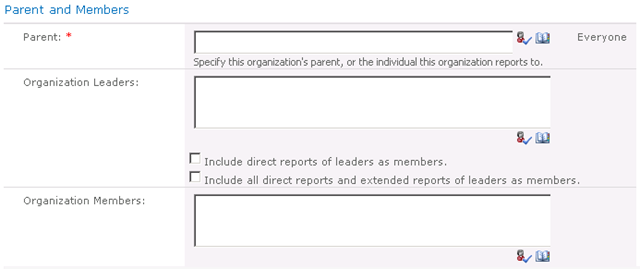 Parent and Members
Parent: * Everyone
Specify this organization's parent, or the individual this organization reports to.
Organization Leaders:
Include direct reports of leaders as members.
Include all direct reports and extended reports of leaders as members.
Organization Members: